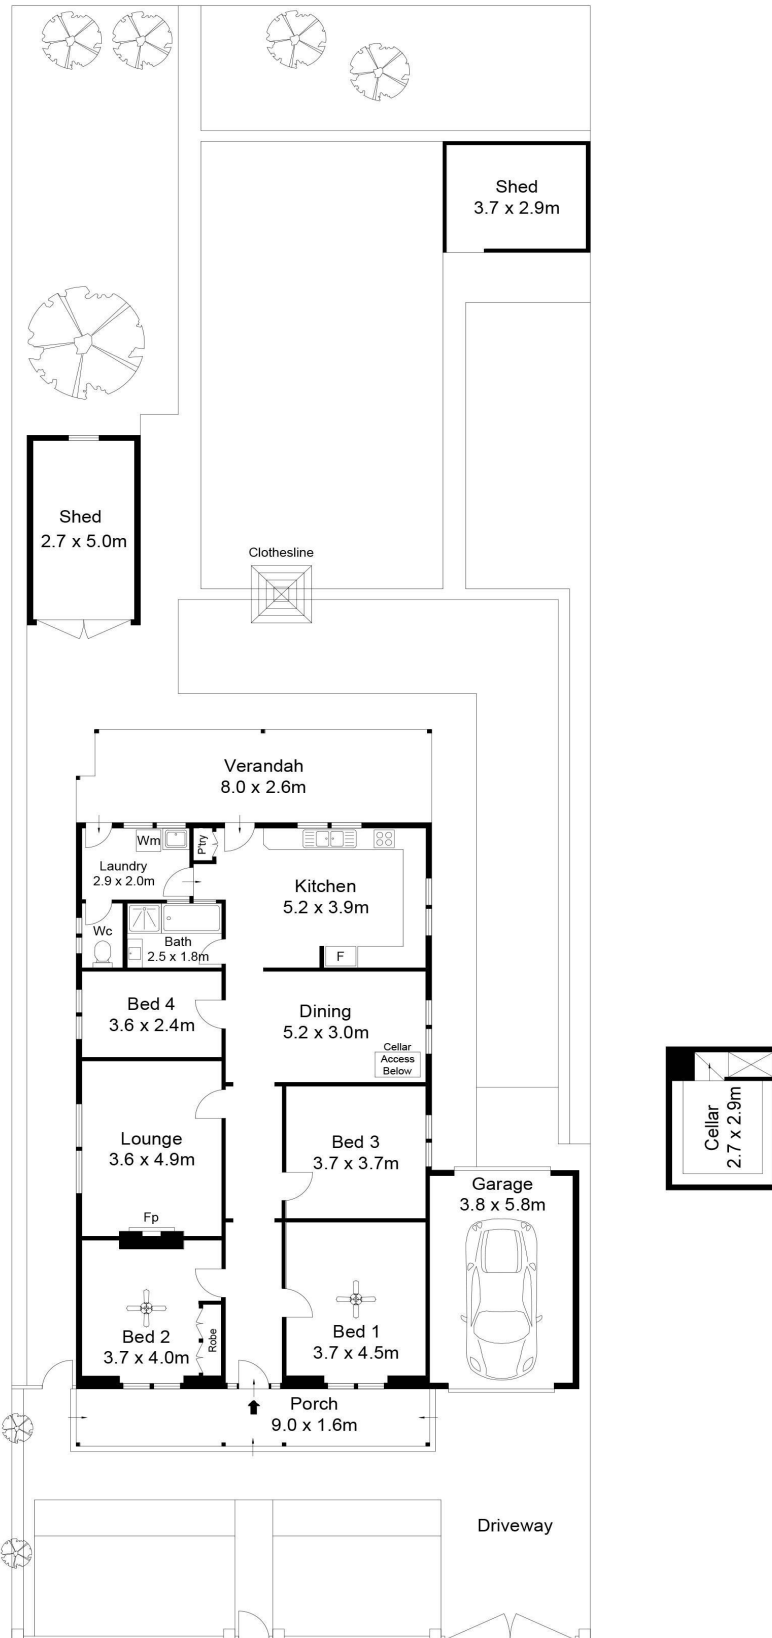 Shed
3.7 x 2.9m
Shed
2.7 x 5.0m
Clothesline
Verandah
8.0 x 2.6m
Wm
P'try
Laundry
2.9 x 2.0m
Kitchen
5.2 x 3.9m
Wc
Bath
2.5 x 1.8m
F
Bed 4
3.6 x 2.4m
Dining
5.2 x 3.0m
Cellar
Access
Below
Lounge
3.6 x 4.9m
Bed 3
3.7 x 3.7m
Cellar
2.7 x 2.9m
Garage
3.8 x 5.8m
Fp
Bed 2
3.7 x 4.0m
Robe
Bed 1
3.7 x 4.5m
Porch
9.0 x 1.6m
Driveway